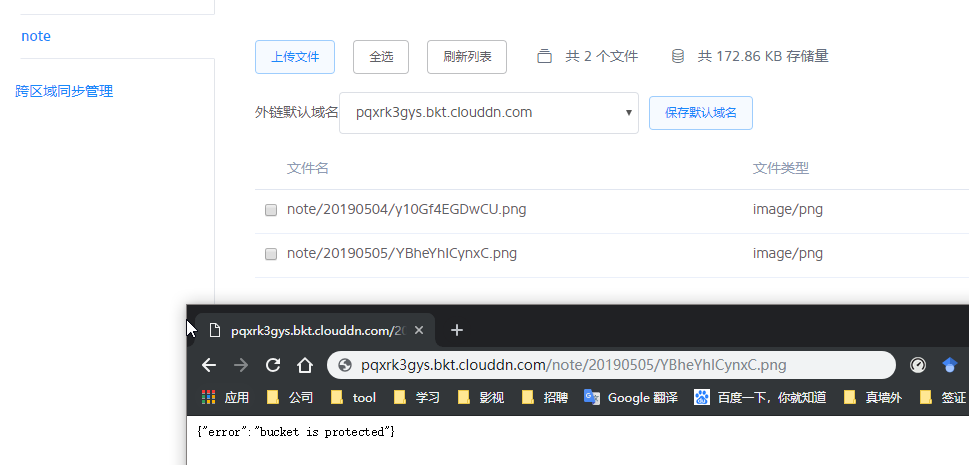 note
跨区域同步管理
上传文件 全选 刷新列表 共 2 个文件 共 172.86 KB 存储量
外链默认域名 pqxrk3gys.bkt.clouddn.com 保存默认域名
文件名 文件类型
note/20190504/y10Gf4EGDwCU.png image/png
note/20190505/YBheYhICynxC.png image/png
pqxrk3gys.bkt.clouddn.com/20
pqxrk3gys.bkt.clouddn.com/note/20190505/YBheYhICynxC.png
应用 公司 tool 学习 影视 招聘 Google 翻译 百度一下，你就知道 真墙外 签证
{"error":"bucket is protected"}